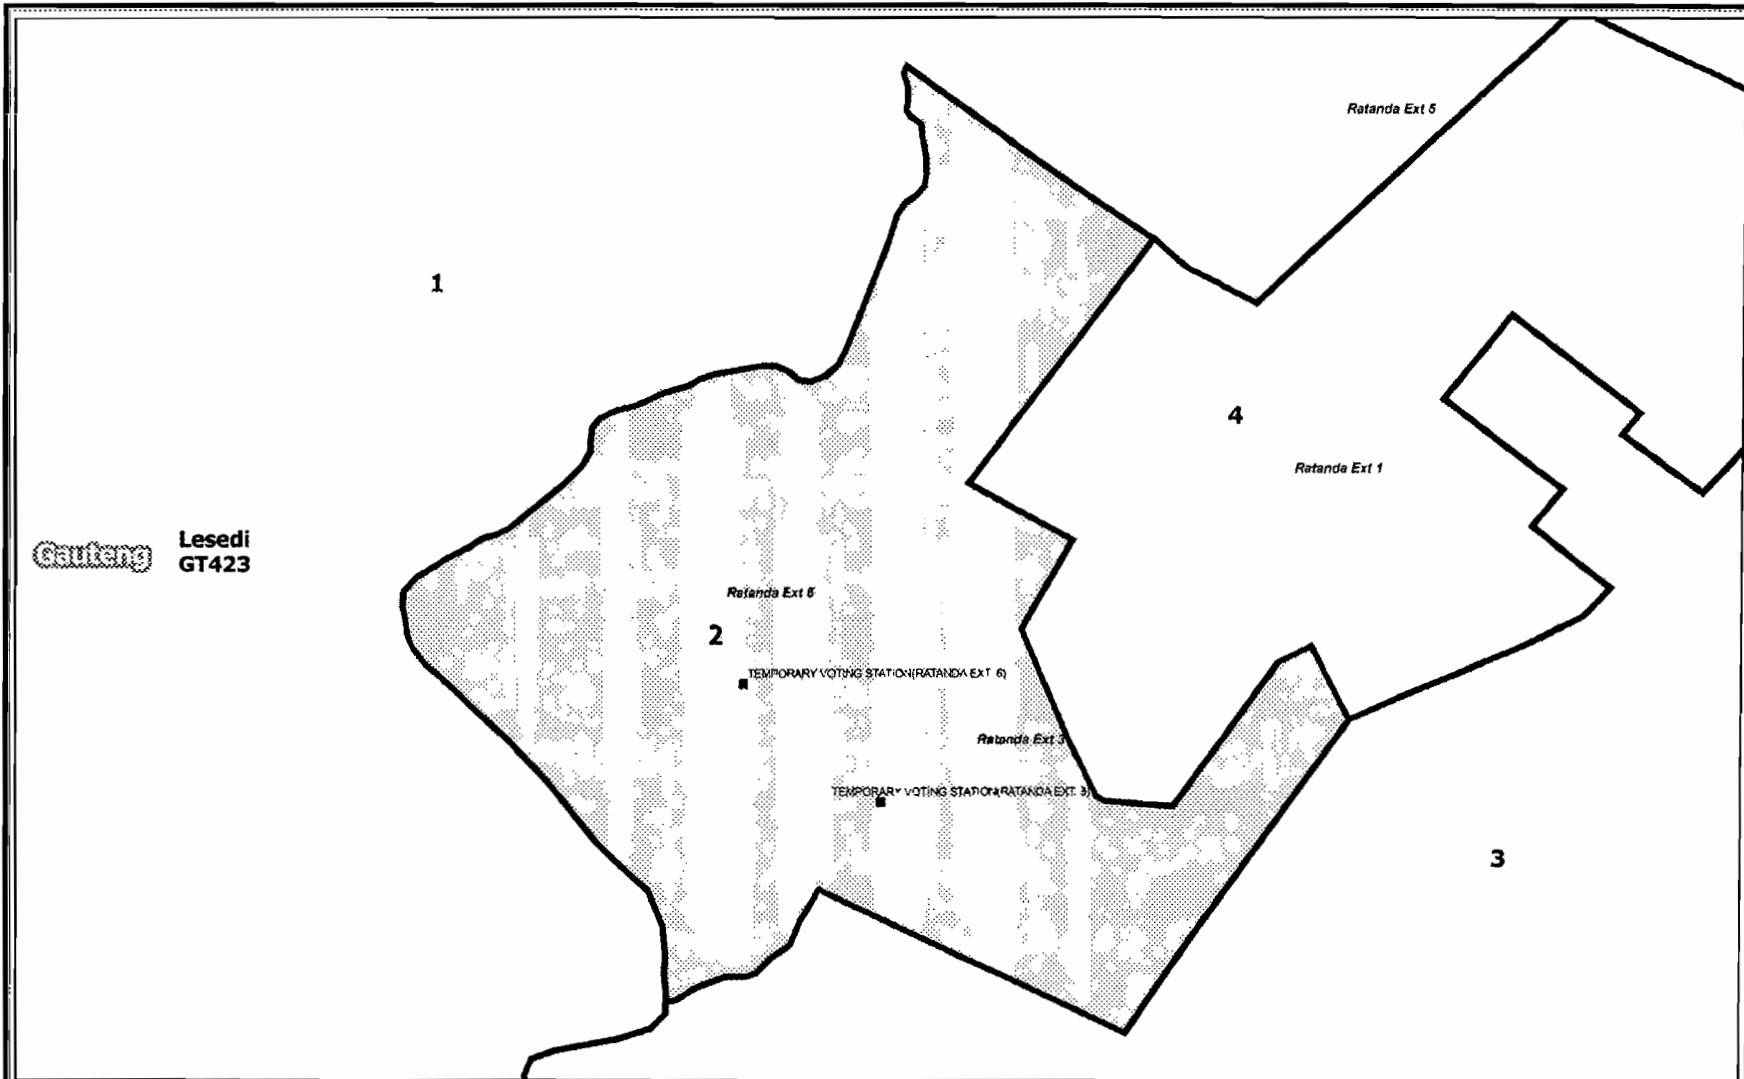 Ratanda Ext 5
1
4
Ratanda Ext 1
Gauteng
Lesedi
GT423
Ratanda Ext 6
2
TEMPORARY VOTING STATION(RATANDA EXT 6)
Ratanda Ext 3
TEMPORARY VOTING STATION(RATANDA EXT. 3)
3